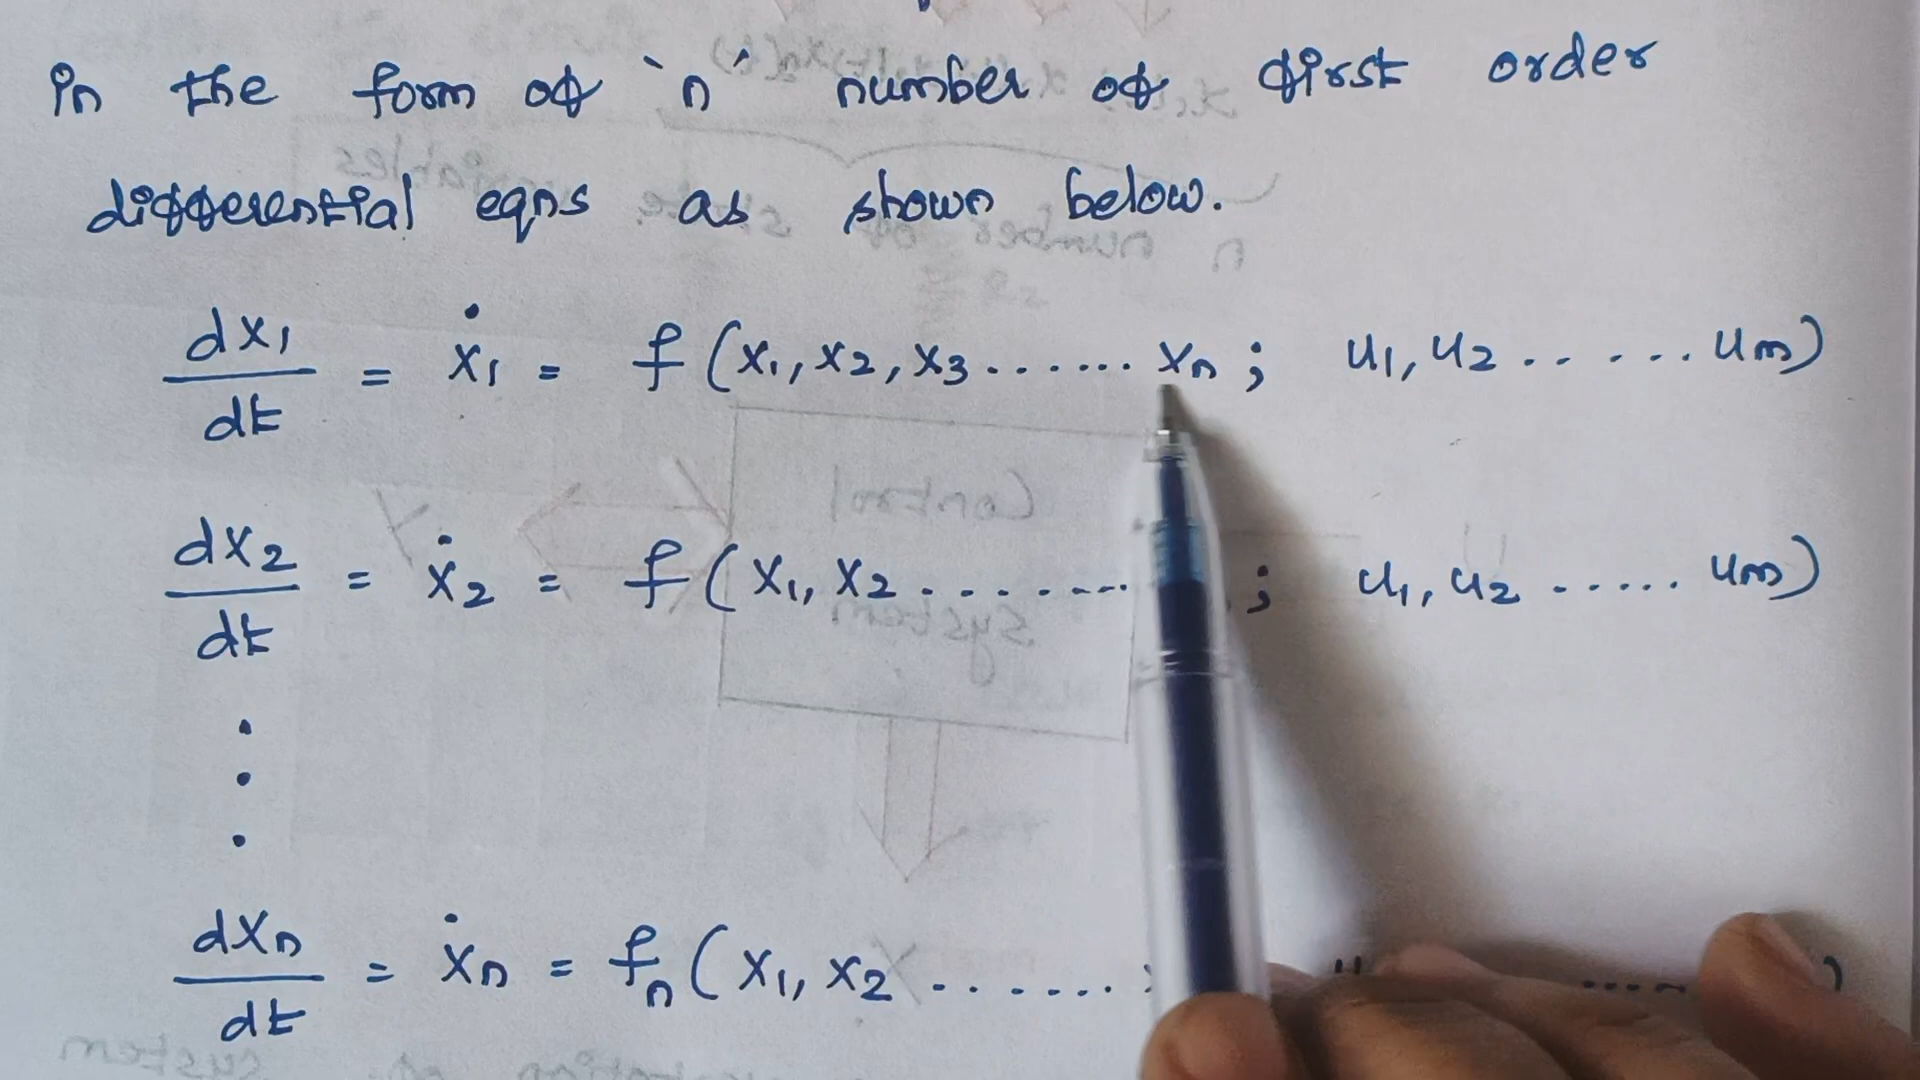 in the form of 'n' number of first order
differential eqns as shown below.
dx₁/dt = ẋ₁ = f (x₁, x₂, x₃ ....... xₙ ; u₁, u₂ ...... uₘ)
dx₂/dt = ẋ₂ = f (x₁, x₂ ......... ; u₁, u₂ ..... uₘ)
.
.
.
dxₙ/dt = ẋₙ = fₙ (x₁, x₂ ....... ..... )